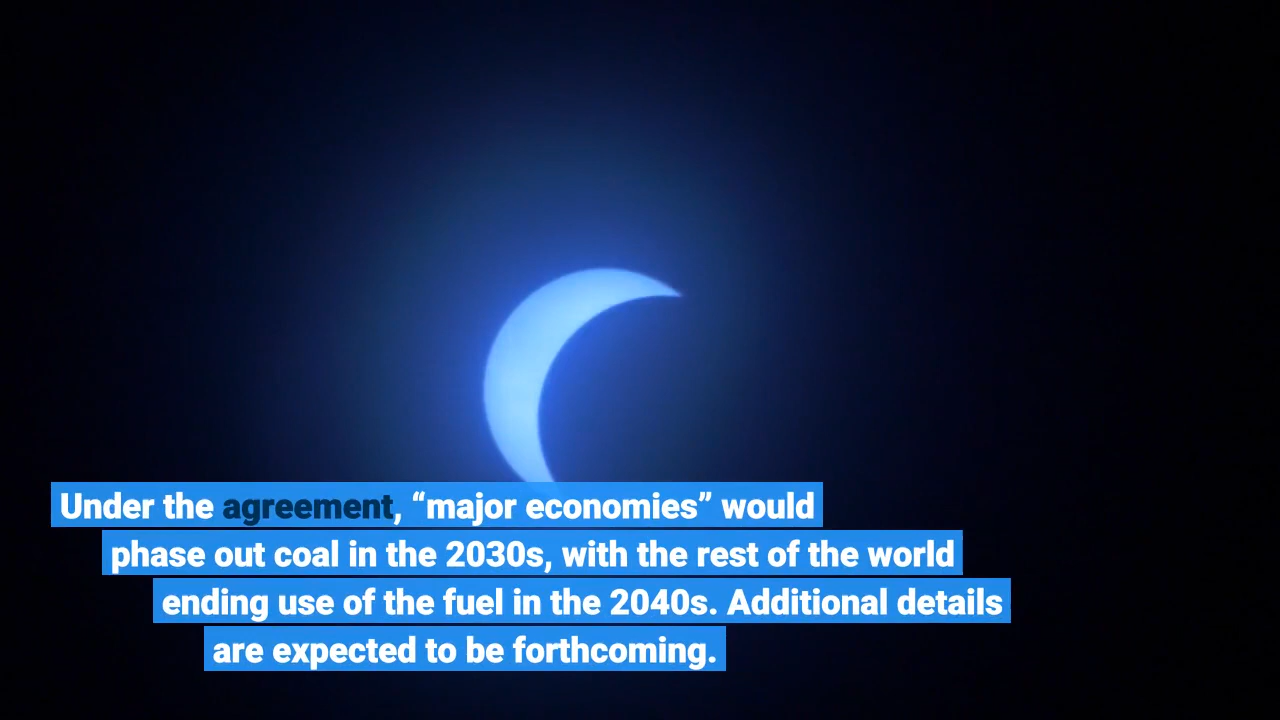 Under the agreement, “major economies” would
phase out coal in the 2030s, with the rest of the world
ending use of the fuel in the 2040s. Additional details
are expected to be forthcoming.